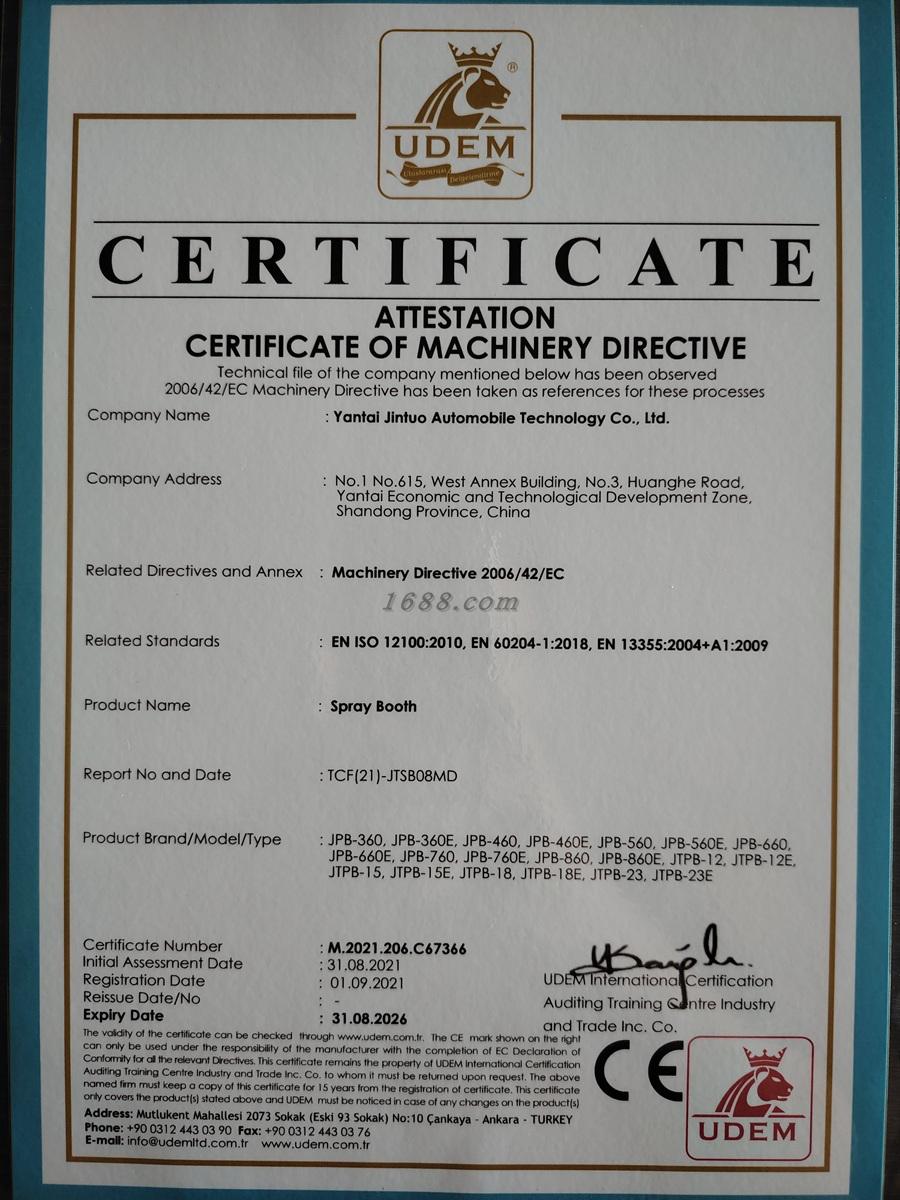 ®
UDEM
Uluslararası Belgelendirme
CERTIFICATE
ATTESTATION
CERTIFICATE OF MACHINERY DIRECTIVE
Technical file of the company mentioned below has been observed
2006/42/EC Machinery Directive has been taken as references for these processes
Company Name : Yantai Jintuo Automobile Technology Co., Ltd.
Company Address : No.1 No.615, West Annex Building, No.3, Huanghe Road,
Yantai Economic and Technological Development Zone,
Shandong Province, China
Related Directives and Annex : Machinery Directive 2006/42/EC
1688.com
Related Standards : EN ISO 12100:2010, EN 60204-1:2018, EN 13355:2004+A1:2009
Product Name : Spray Booth
Report No and Date : TCF(21)-JTSB08MD
Product Brand/Model/Type : JPB-360, JPB-360E, JPB-460, JPB-460E, JPB-560, JPB-560E, JPB-660,
JPB-660E, JPB-760, JPB-760E, JPB-860, JPB-860E, JTPB-12, JTPB-12E,
JTPB-15, JTPB-15E, JTPB-18, JTPB-18E, JTPB-23, JTPB-23E
Certificate Number : M.2021.206.C67366
Initial Assessment Date : 31.08.2021
Registration Date : 01.09.2021
Reissue Date/No : -
Expiry Date : 31.08.2026
UDEM International Certification
Auditing Training Centre Industry
and Trade Inc. Co.
The validity of the certificate can be checked through www.udem.com.tr. The CE mark shown on the right
can only be used under the responsibility of the manufacturer with the completion of EC Declaration of
Conformity for all the relevant Directives. This certificate remains the property of UDEM International Certification
Auditing Training Centre Industry and Trade Inc. Co. to whom it must be returned upon request. The above
named firm must keep a copy of this certificate for 15 years from the registration of certificate. This certificate
only covers the product(s) stated above and UDEM must be noticed in case of any changes on the product(s)
Address: Mutlukent Mahallesi 2073 Sokak (Eski 93 Sokak) No:10 Çankaya - Ankara - TURKEY
Phone: +90 0312 443 03 90 Fax: +90 0312 443 03 76
E-mail: info@udemltd.com.tr www.udem.com.tr
CE
UDEM